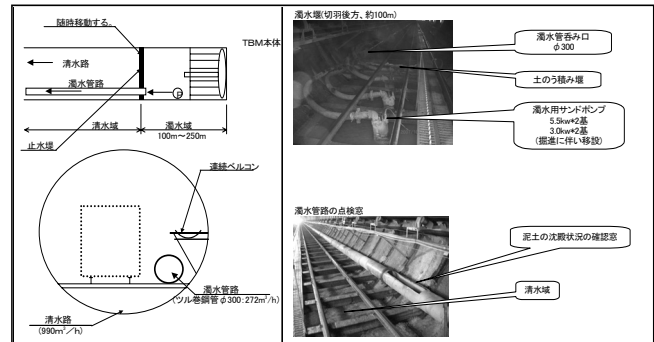 随時移動する。
TBM本体
清水路
濁水管路
P
清水域
濁水域
100m～250m
止水堤
連続ベルコン
濁水管路
(ツル巻鋼管φ300:272m³/h)
清水路
(990m³/h)
濁水堰(切羽後方、約100m)
濁水管呑み口
φ300
土のう積み堰
濁水用サンドポンプ
5.5kw*2基
3.0kw*2基
(掘進に伴い移設)
濁水管路の点検窓
泥土の沈殿状況の確認窓
清水域